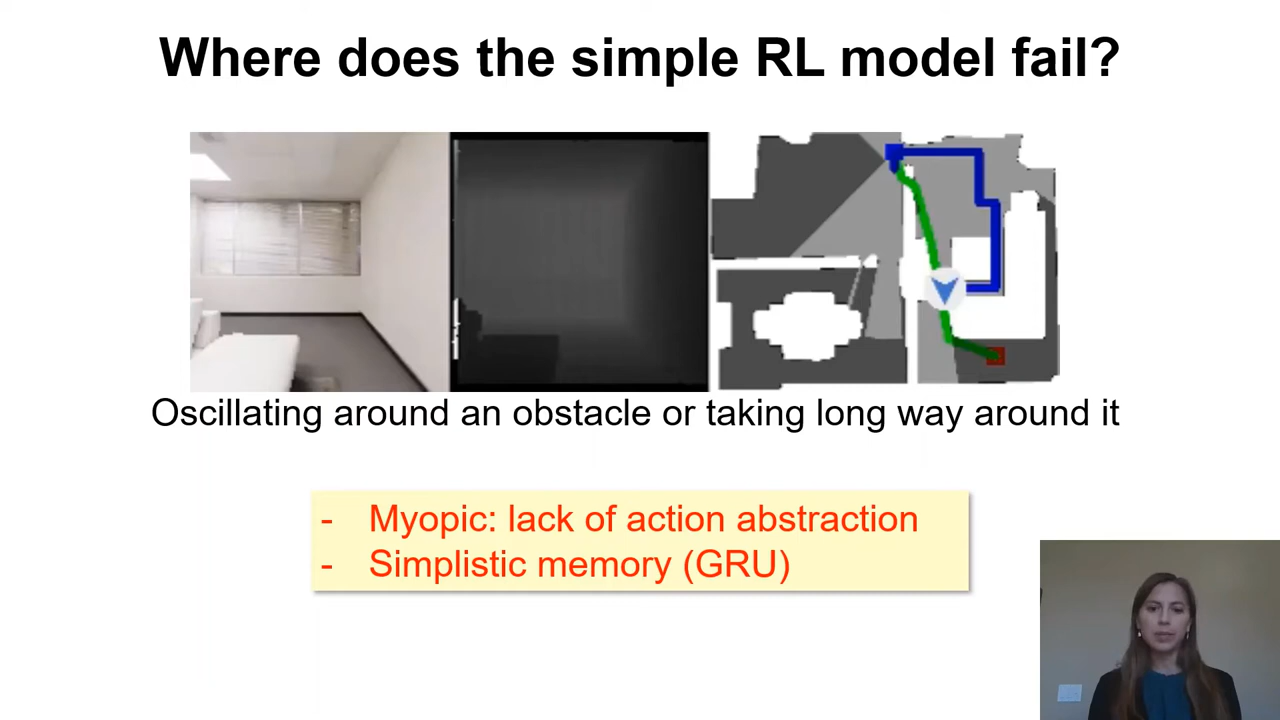 Where does the simple RL model fail?
Oscillating around an obstacle or taking long way around it
- Myopic: lack of action abstraction
- Simplistic memory (GRU)